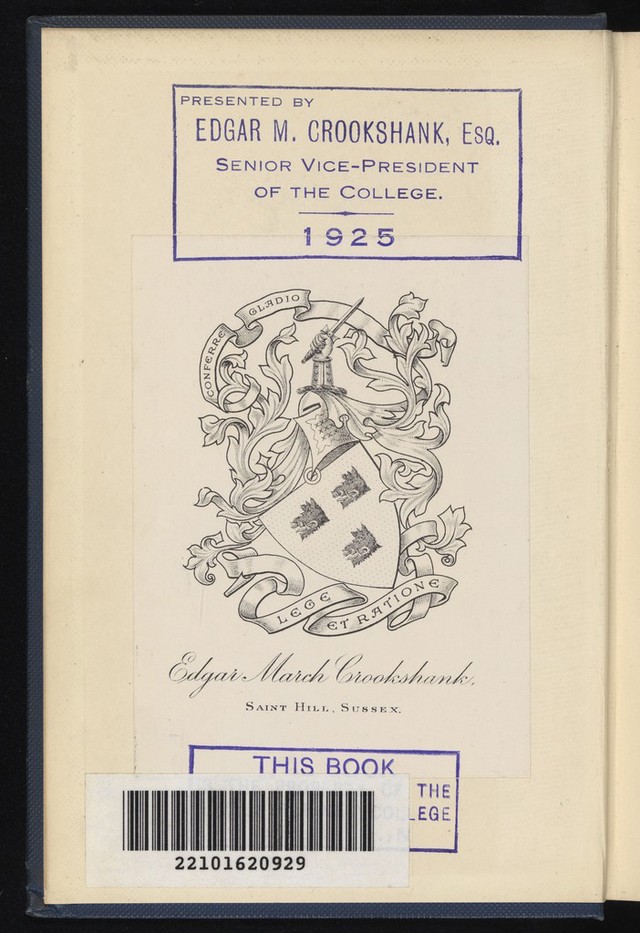 PRESENTED BY
EDGAR M. CROOKSHANK, ESQ.
SENIOR VICE-PRESIDENT
OF THE COLLEGE.
1925
CONFERRE GLADIO
LEGE ET RATIONE
Edgar March Crookshank.
SAINT HILL, SUSSEX.
THIS BOOK
THE
LEGE
22101620929